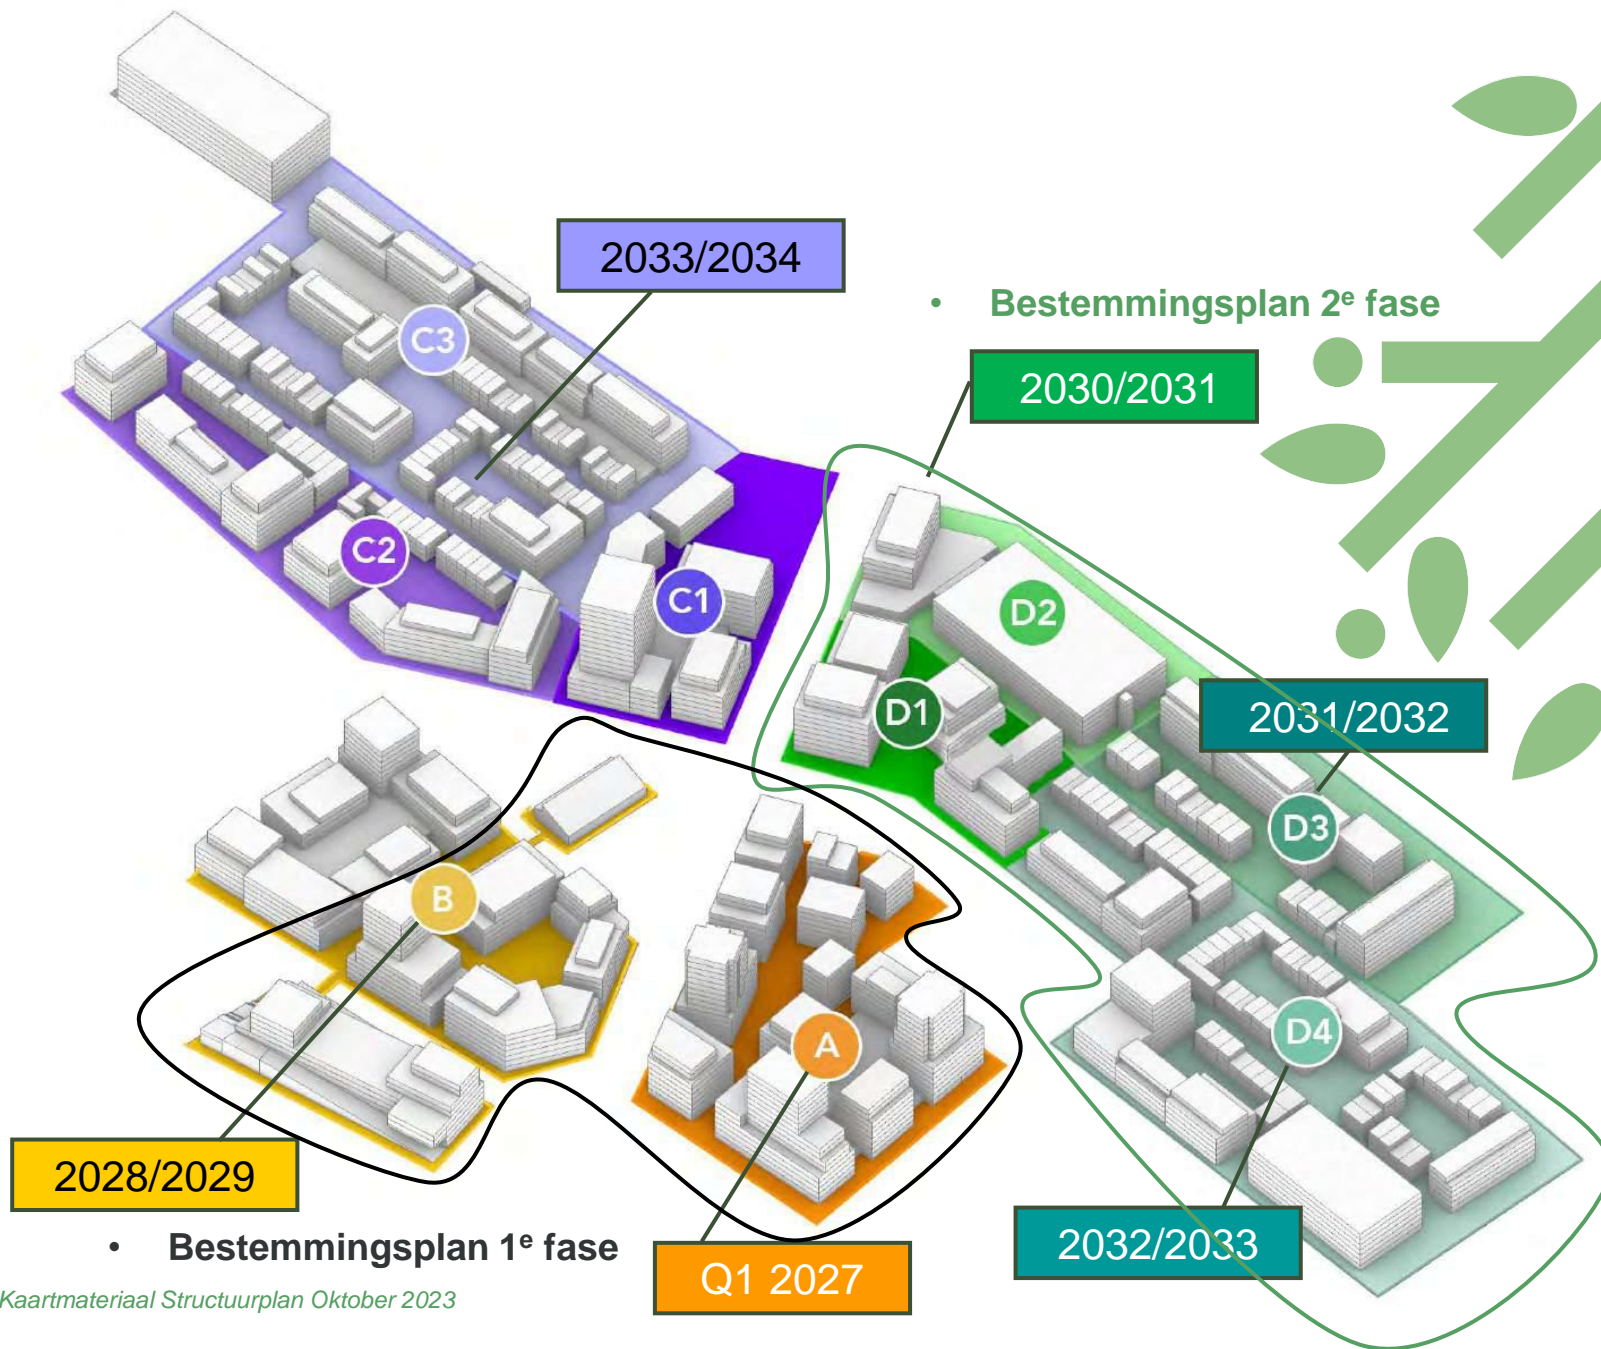 2033/2034
• Bestemmingsplan 2e fase
C3
2030/2031
C2
C1
D2
D1
2031/2032
D3
B
A
D4
2028/2029
2032/2033
• Bestemmingsplan 1e fase
Q1 2027
Kaartmateriaal Structuurplan Oktober 2023